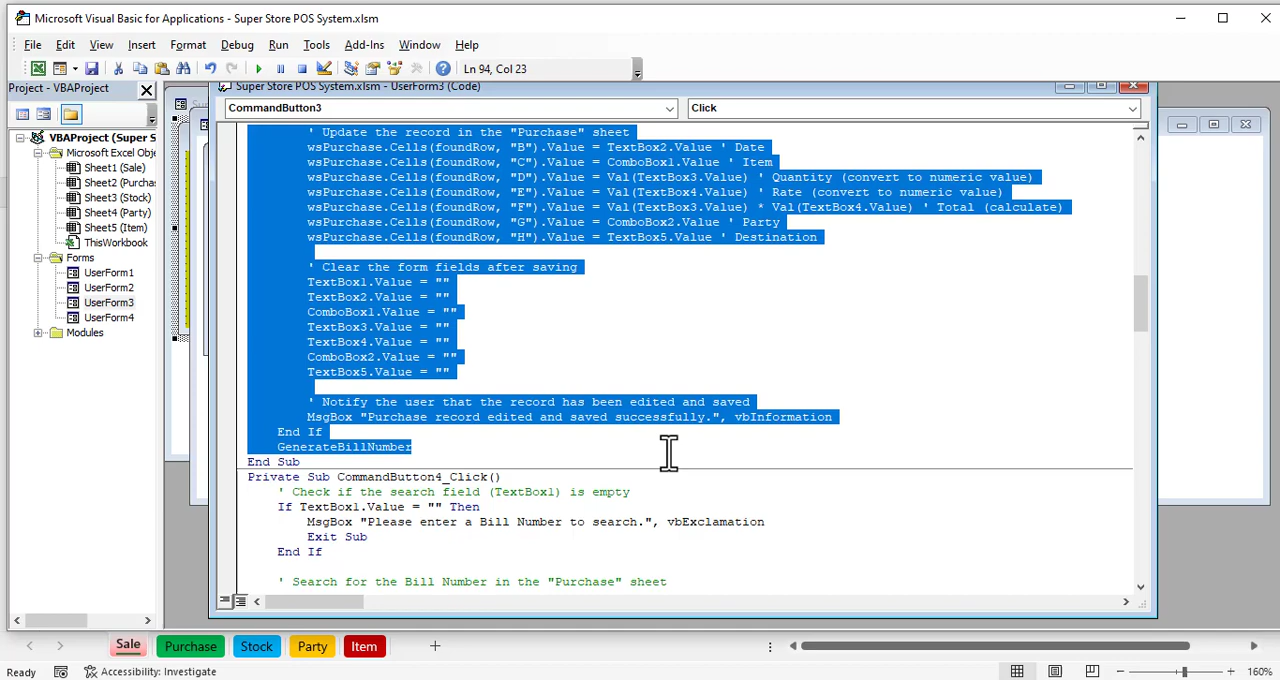 Microsoft Visual Basic for Applications - Super Store POS System.xlsm
File Edit View Insert Format Debug Run Tools Add-Ins Window Help
Ln 94, Col 23
Project - VBAProject
Super Store POS System.xlsm - UserForm3 (Code)
CommandButton3 Click
VBAProject (Super S
Microsoft Excel Obje
Sheet1 (Sale)
Sheet2 (Purcha
Sheet3 (Stock)
Sheet4 (Party)
Sheet5 (Item)
ThisWorkbook
Forms
UserForm1
UserForm2
UserForm3
UserForm4
Modules
' Update the record in the "Purchase" sheet
wsPurchase.Cells(foundRow, "B").Value = TextBox2.Value ' Date
wsPurchase.Cells(foundRow, "C").Value = ComboBox1.Value ' Item
wsPurchase.Cells(foundRow, "D").Value = Val(TextBox3.Value) ' Quantity (convert to numeric value)
wsPurchase.Cells(foundRow, "E").Value = Val(TextBox4.Value) ' Rate (convert to numeric value)
wsPurchase.Cells(foundRow, "F").Value = Val(TextBox3.Value) * Val(TextBox4.Value) ' Total (calculate)
wsPurchase.Cells(foundRow, "G").Value = ComboBox2.Value ' Party
wsPurchase.Cells(foundRow, "H").Value = TextBox5.Value ' Destination
' Clear the form fields after saving
TextBox1.Value = ""
TextBox2.Value = ""
ComboBox1.Value = ""
TextBox3.Value = ""
TextBox4.Value = ""
ComboBox2.Value = ""
TextBox5.Value = ""
' Notify the user that the record has been edited and saved
MsgBox "Purchase record edited and saved successfully.", vbInformation
End If
GenerateBillNumber
End Sub
Private Sub CommandButton4_Click()
' Check if the search field (TextBox1) is empty
If TextBox1.Value = "" Then
MsgBox "Please enter a Bill Number to search.", vbExclamation
Exit Sub
End If
' Search for the Bill Number in the "Purchase" sheet
Sale Purchase Stock Party Item
Ready Accessibility: Investigate 160%